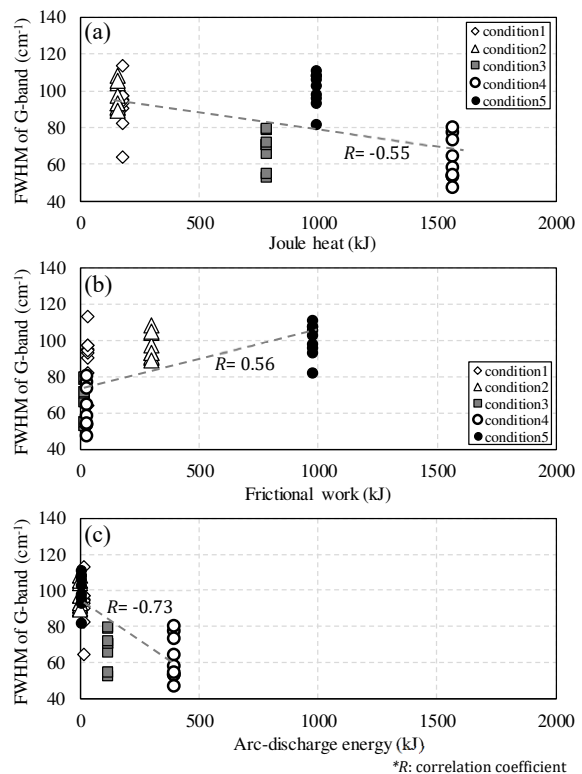 (a)
140
120
100
80
60
40
FWHM of G-band (cm⁻¹)
condition1
condition2
condition3
condition4
condition5
R= -0.55
0 500 1000 1500 2000
Joule heat (kJ)
(b)
140
120
100
80
60
40
FWHM of G-band (cm⁻¹)
R= 0.56
condition1
condition2
condition3
condition4
condition5
0 500 1000 1500 2000
Frictional work (kJ)
(c)
140
120
100
80
60
40
FWHM of G-band (cm⁻¹)
R= -0.73
0 500 1000 1500 2000
Arc-discharge energy (kJ)
*R: correlation coefficient